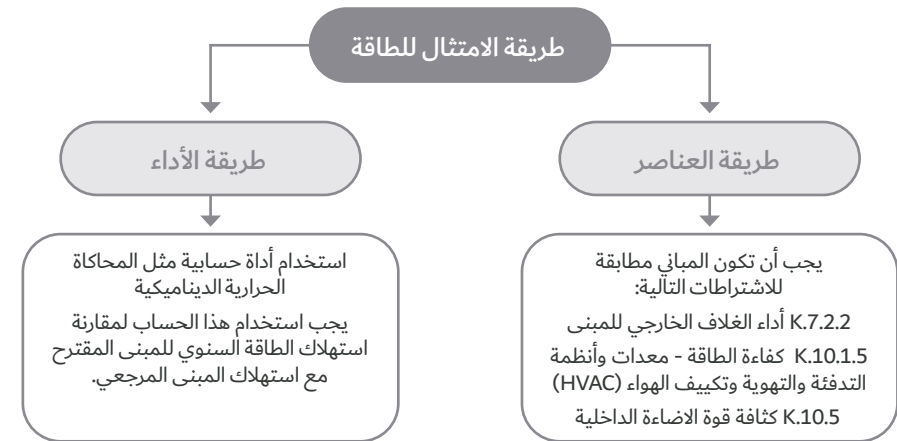 طريقة الامتثال للطاقة
طريقة العناصر
يجب أن تكون المباني مطابقة
للاشتراطات التالية:
K.7.2.2 أداء الغلاف الخارجي للمبنى
K.10.1.5 كفاءة الطاقة - معدات وأنظمة
التدفئة والتهوية وتكييف الهواء (HVAC)
K.10.5 كثافة قوة الاضاءة الداخلية
طريقة الأداء
استخدام أداة حسابية مثل المحاكاة
الحرارية الديناميكية
يجب استخدام هذا الحساب لمقارنة
استهلاك الطاقة السنوي للمبنى المقترح
مع استهلاك المبنى المرجعي.